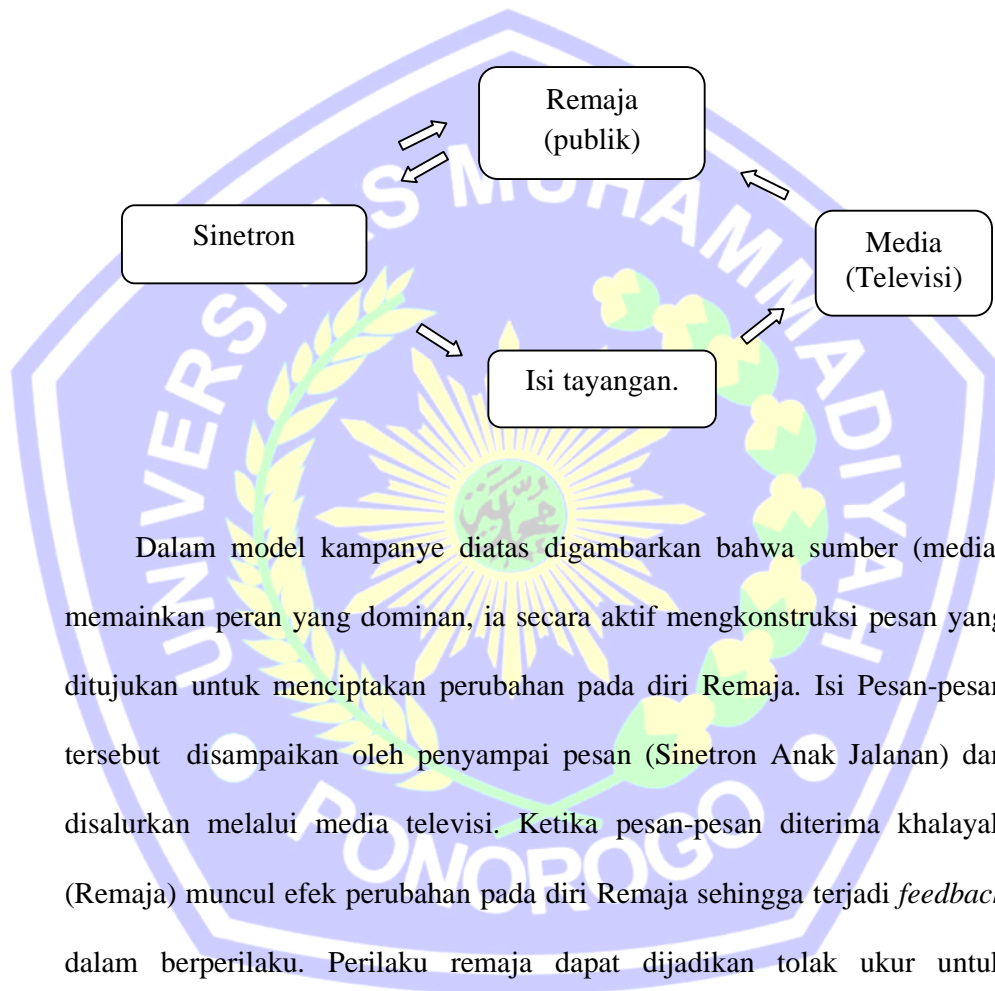 Remaja
(publik)
Sinetron
Media
(Televisi)
Isi tayangan.
UNIVERSITAS MUHAMMADIYAH
PONOROGO
Dalam model kampanye diatas digambarkan bahwa sumber (media
memainkan peran yang dominan, ia secara aktif mengkonstruksi pesan yang
ditujukan untuk menciptakan perubahan pada diri Remaja. Isi Pesan-pesan
tersebut disampaikan oleh penyampai pesan (Sinetron Anak Jalanan) dan
disalurkan melalui media televisi. Ketika pesan-pesan diterima khalayak
(Remaja) muncul efek perubahan pada diri Remaja sehingga terjadi feedback
dalam berperilaku. Perilaku remaja dapat dijadikan tolak ukur untuk